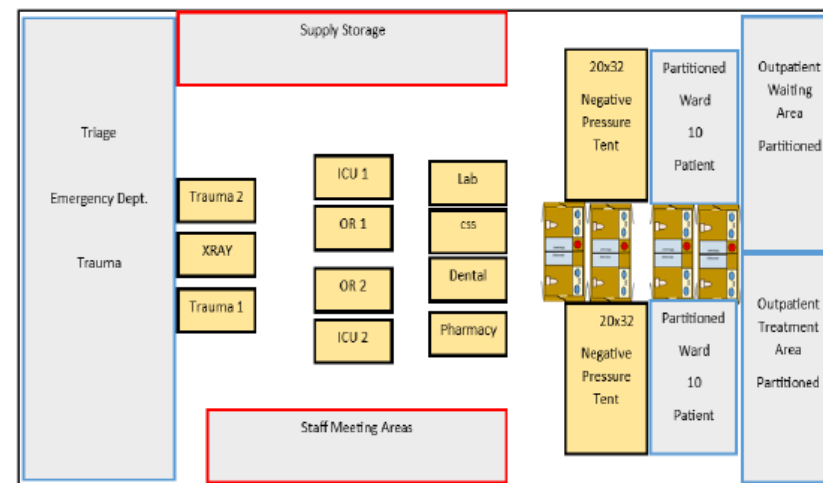 Supply Storage
Triage
Emergency Dept.
Trauma
Trauma 2
XRAY
Trauma 1
ICU 1
OR 1
OR 2
ICU 2
Lab
css
Dental
Pharmacy
Staff Meeting Areas
20x32
Negative
Pressure
Tent
Partitioned
Ward
10
Patient
Outpatient
Waiting
Area
Partitioned
20x32
Negative
Pressure
Tent
Partitioned
Ward
10
Patient
Outpatient
Treatment
Area
Partitioned